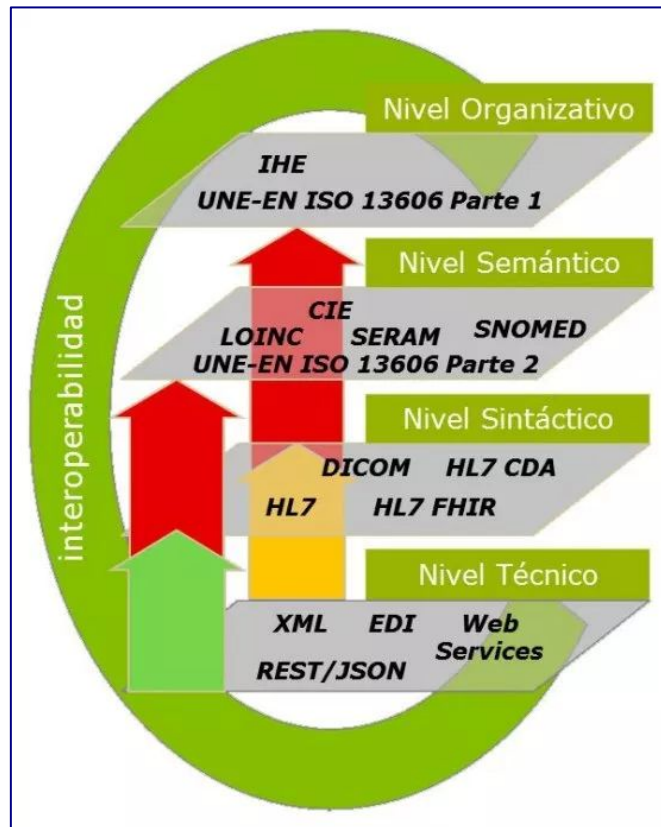 Nivel Organizativo
IHE
UNE-EN ISO 13606 Parte 1
Nivel Semántico
CIE
LOINC SERAM SNOMED
UNE-EN ISO 13606 Parte 2
Nivel Sintáctico
DICOM HL7 CDA
HL7 HL7 FHIR
Nivel Técnico
XML EDI Web
Services
REST/JSON
interoperabilidad